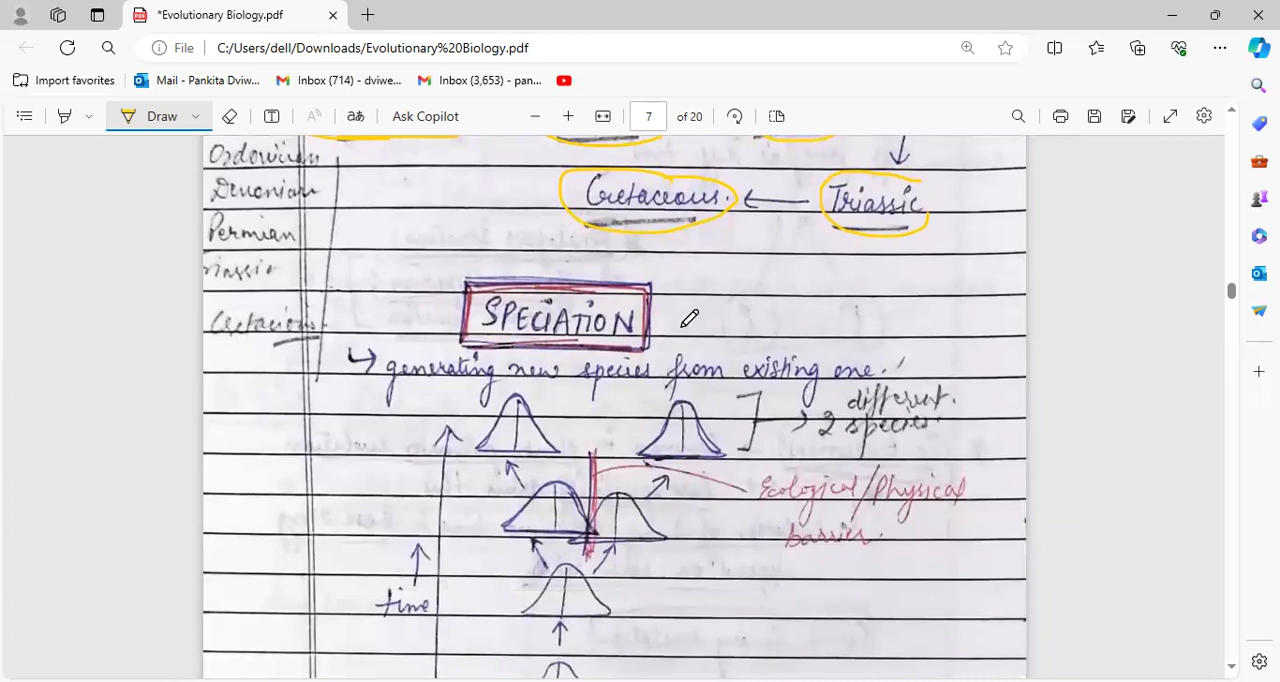 *Evolutionary Biology.pdf
File C:/Users/dell/Downloads/Evolutionary%20Biology.pdf
Import favorites Mail - Pankita Dviw... Inbox (714) - dviwe... Inbox (3,653) - pan...
Draw Ask Copilot 7 of 20
Ordovician
Devonian
Cretaceous. Triassic
Permian
SPECIATION
generating new species from existing one.
different.
2 species.
Ecological/Physical
barrier.
time